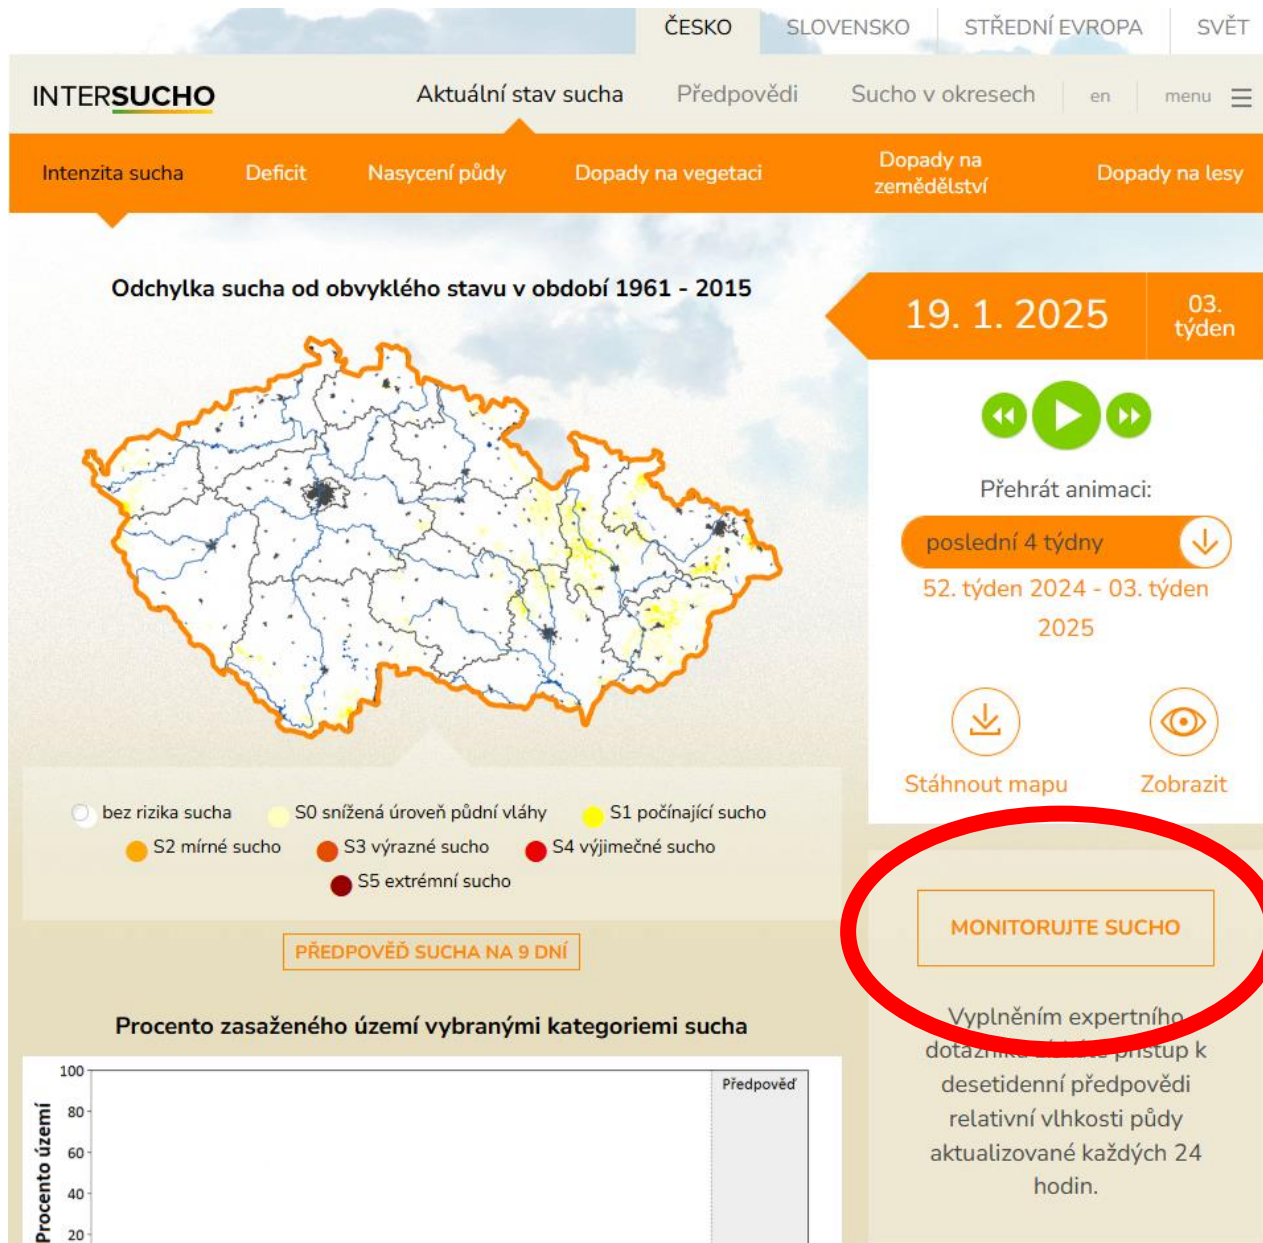 ČESKO SLOVENSKO STŘEDNÍ EVROPA SVĚT
INTERSUCHO Aktuální stav sucha Předpovědi Sucho v okresech en menu
Intenzita sucha Deficit Nasycení půdy Dopady na vegetaci Dopady na zemědělství Dopady na lesy
Odchylka sucha od obvyklého stavu v období 1961 - 2015
19. 1. 2025
03.
týden
Přehrát animaci:
poslední 4 týdny
52. týden 2024 - 03. týden
2025
Stáhnout mapu Zobrazit
bez rizika sucha S0 snížená úroveň půdní vláhy S1 počínající sucho
S2 mírné sucho S3 výrazné sucho S4 výjimečné sucho
S5 extrémní sucho
PŘEDPOVĚĎ SUCHA NA 9 DNÍ
MONITORUJTE SUCHO
Vyplněním expertního
přístup k
desetidenní předpovědi
relativní vlhkosti půdy
aktualizované každých 24
hodin.
Procento zasaženého území vybranými kategoriemi sucha
Procento území
100
80
60
40
20
Předpověď